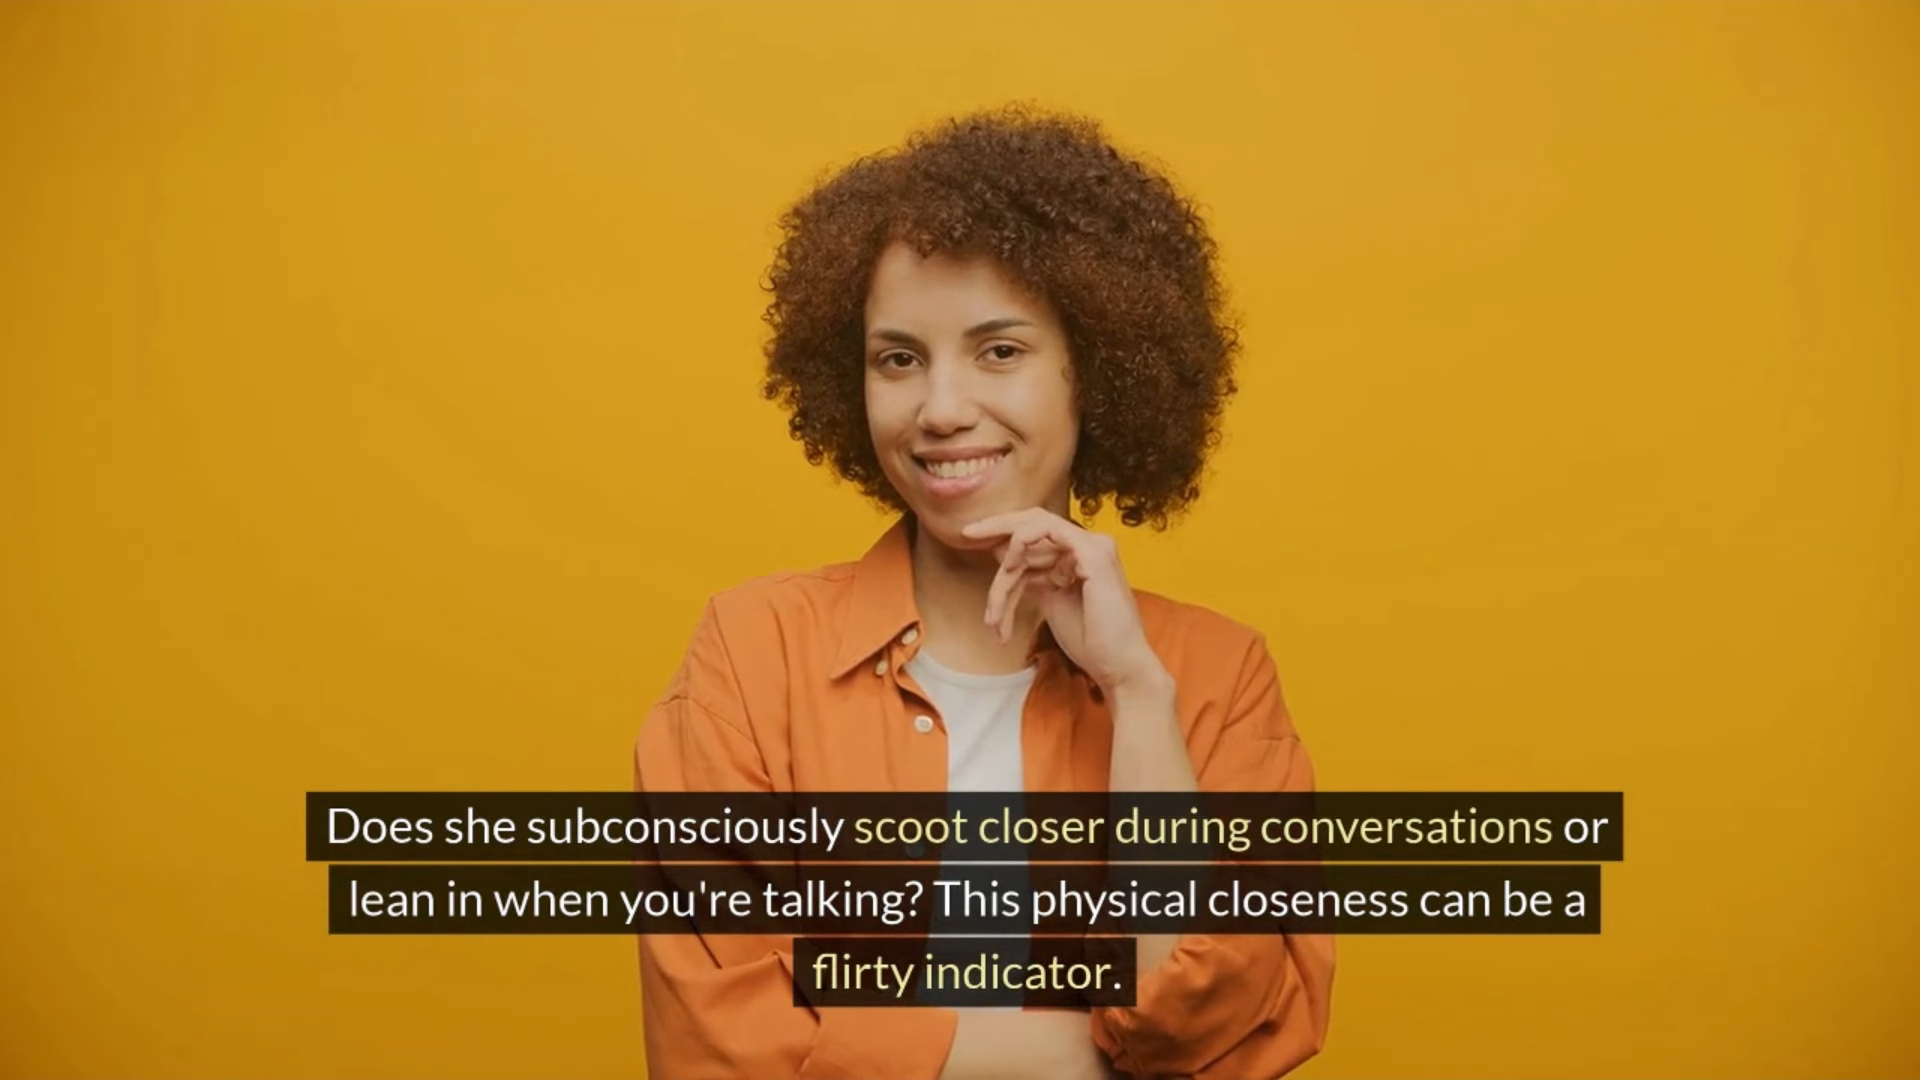 Does she subconsciously scoot closer during conversations or
lean in when you're talking? This physical closeness can be a
flirty indicator.